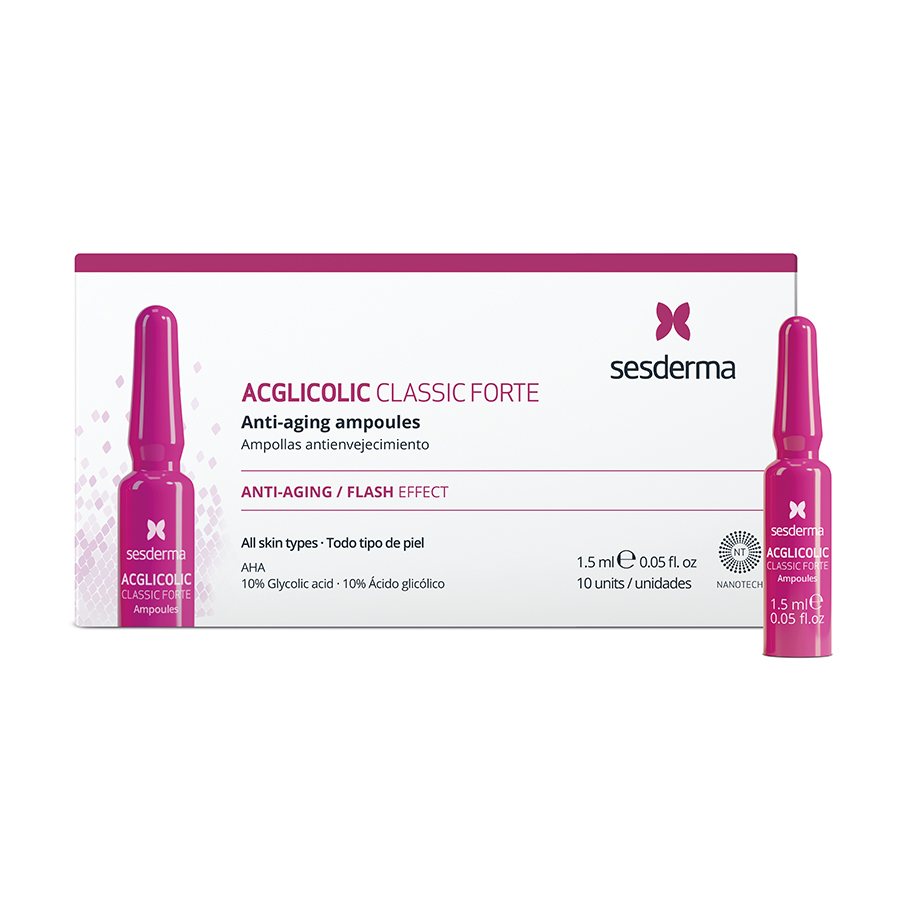 sesderma
ACGLICOLIC CLASSIC FORTE
Anti-aging ampoules
Ampollas antienvejecimiento
ANTI-AGING / FLASH EFFECT
All skin types · Todo tipo de piel
AHA
10% Glycolic acid · 10% Ácido glicólico
1.5 ml ℮ 0.05 fl. oz
10 units / unidades
NT
NANOTECH
sesderma
ACGLICOLIC
CLASSIC FORTE
Ampoules
sesderma
ACGLICOLIC
CLASSIC FORTE
Ampoules
1.5 ml ℮
0.05 fl.oz